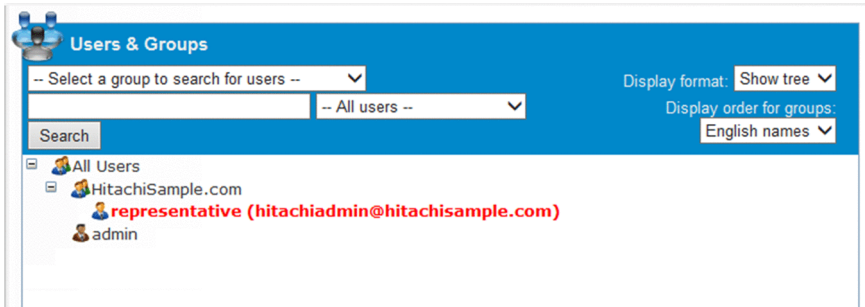 Users & Groups
-- Select a group to search for users --
Display format: Show tree
-- All users --
Display order for groups:
Search
English names
All Users
HitachiSample.com
representative (hitachiadmin@hitachisample.com)
admin